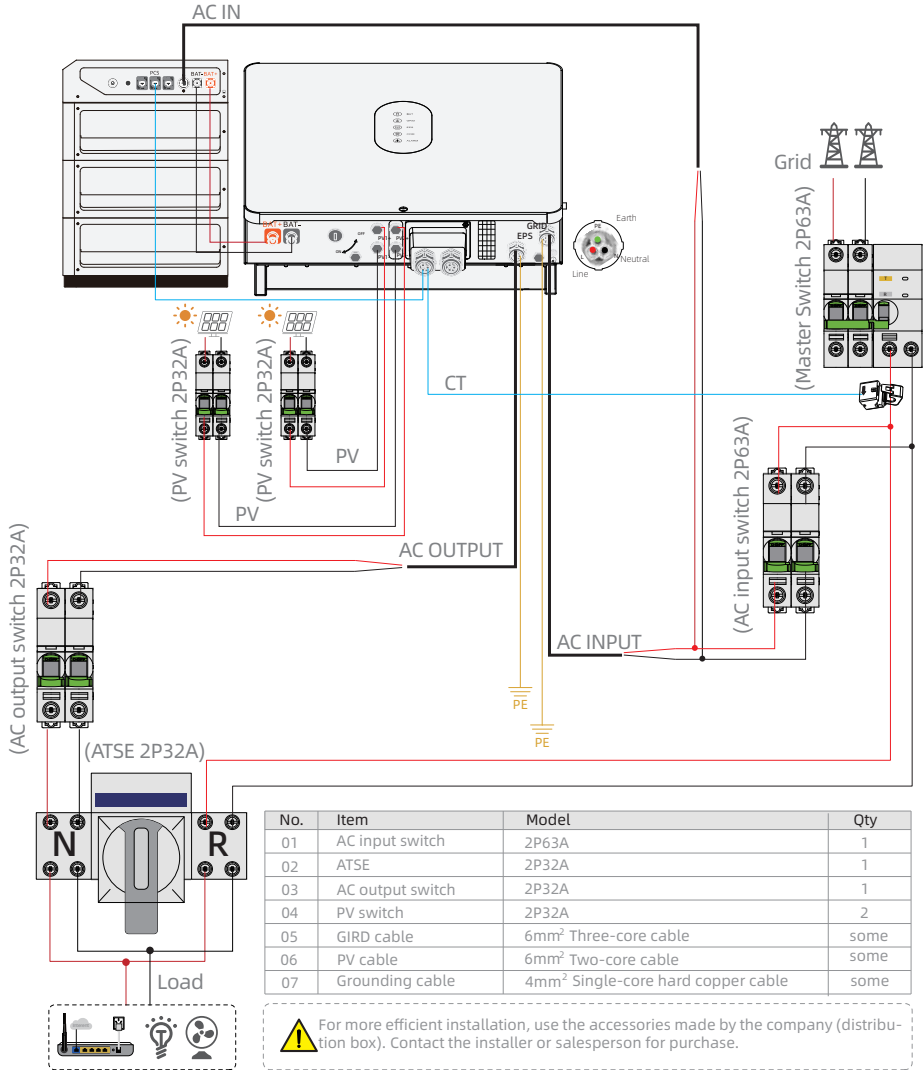 AC IN
PCS
BAT- BAT+
BAT+ BAT-
OFF
ON
GRID
EPS
Earth
PE
L
N
Neutral
Line
Grid
(Master Switch 2P63A)
(PV switch 2P32A)
(PV switch 2P32A)
CT
PV
PV
(AC input switch 2P63A)
AC OUTPUT
(AC output switch 2P32A)
AC INPUT
PE
PE
(ATSE 2P32A)
N
R
Load
No. Item Model Qty
01 AC input switch 2P63A 1
02 ATSE 2P32A 1
03 AC output switch 2P32A 1
04 PV switch 2P32A 2
05 GIRD cable 6mm² Three-core cable some
06 PV cable 6mm² Two-core cable some
07 Grounding cable 4mm² Single-core hard copper cable some
For more efficient installation, use the accessories made by the company (distribu-
tion box). Contact the installer or salesperson for purchase.